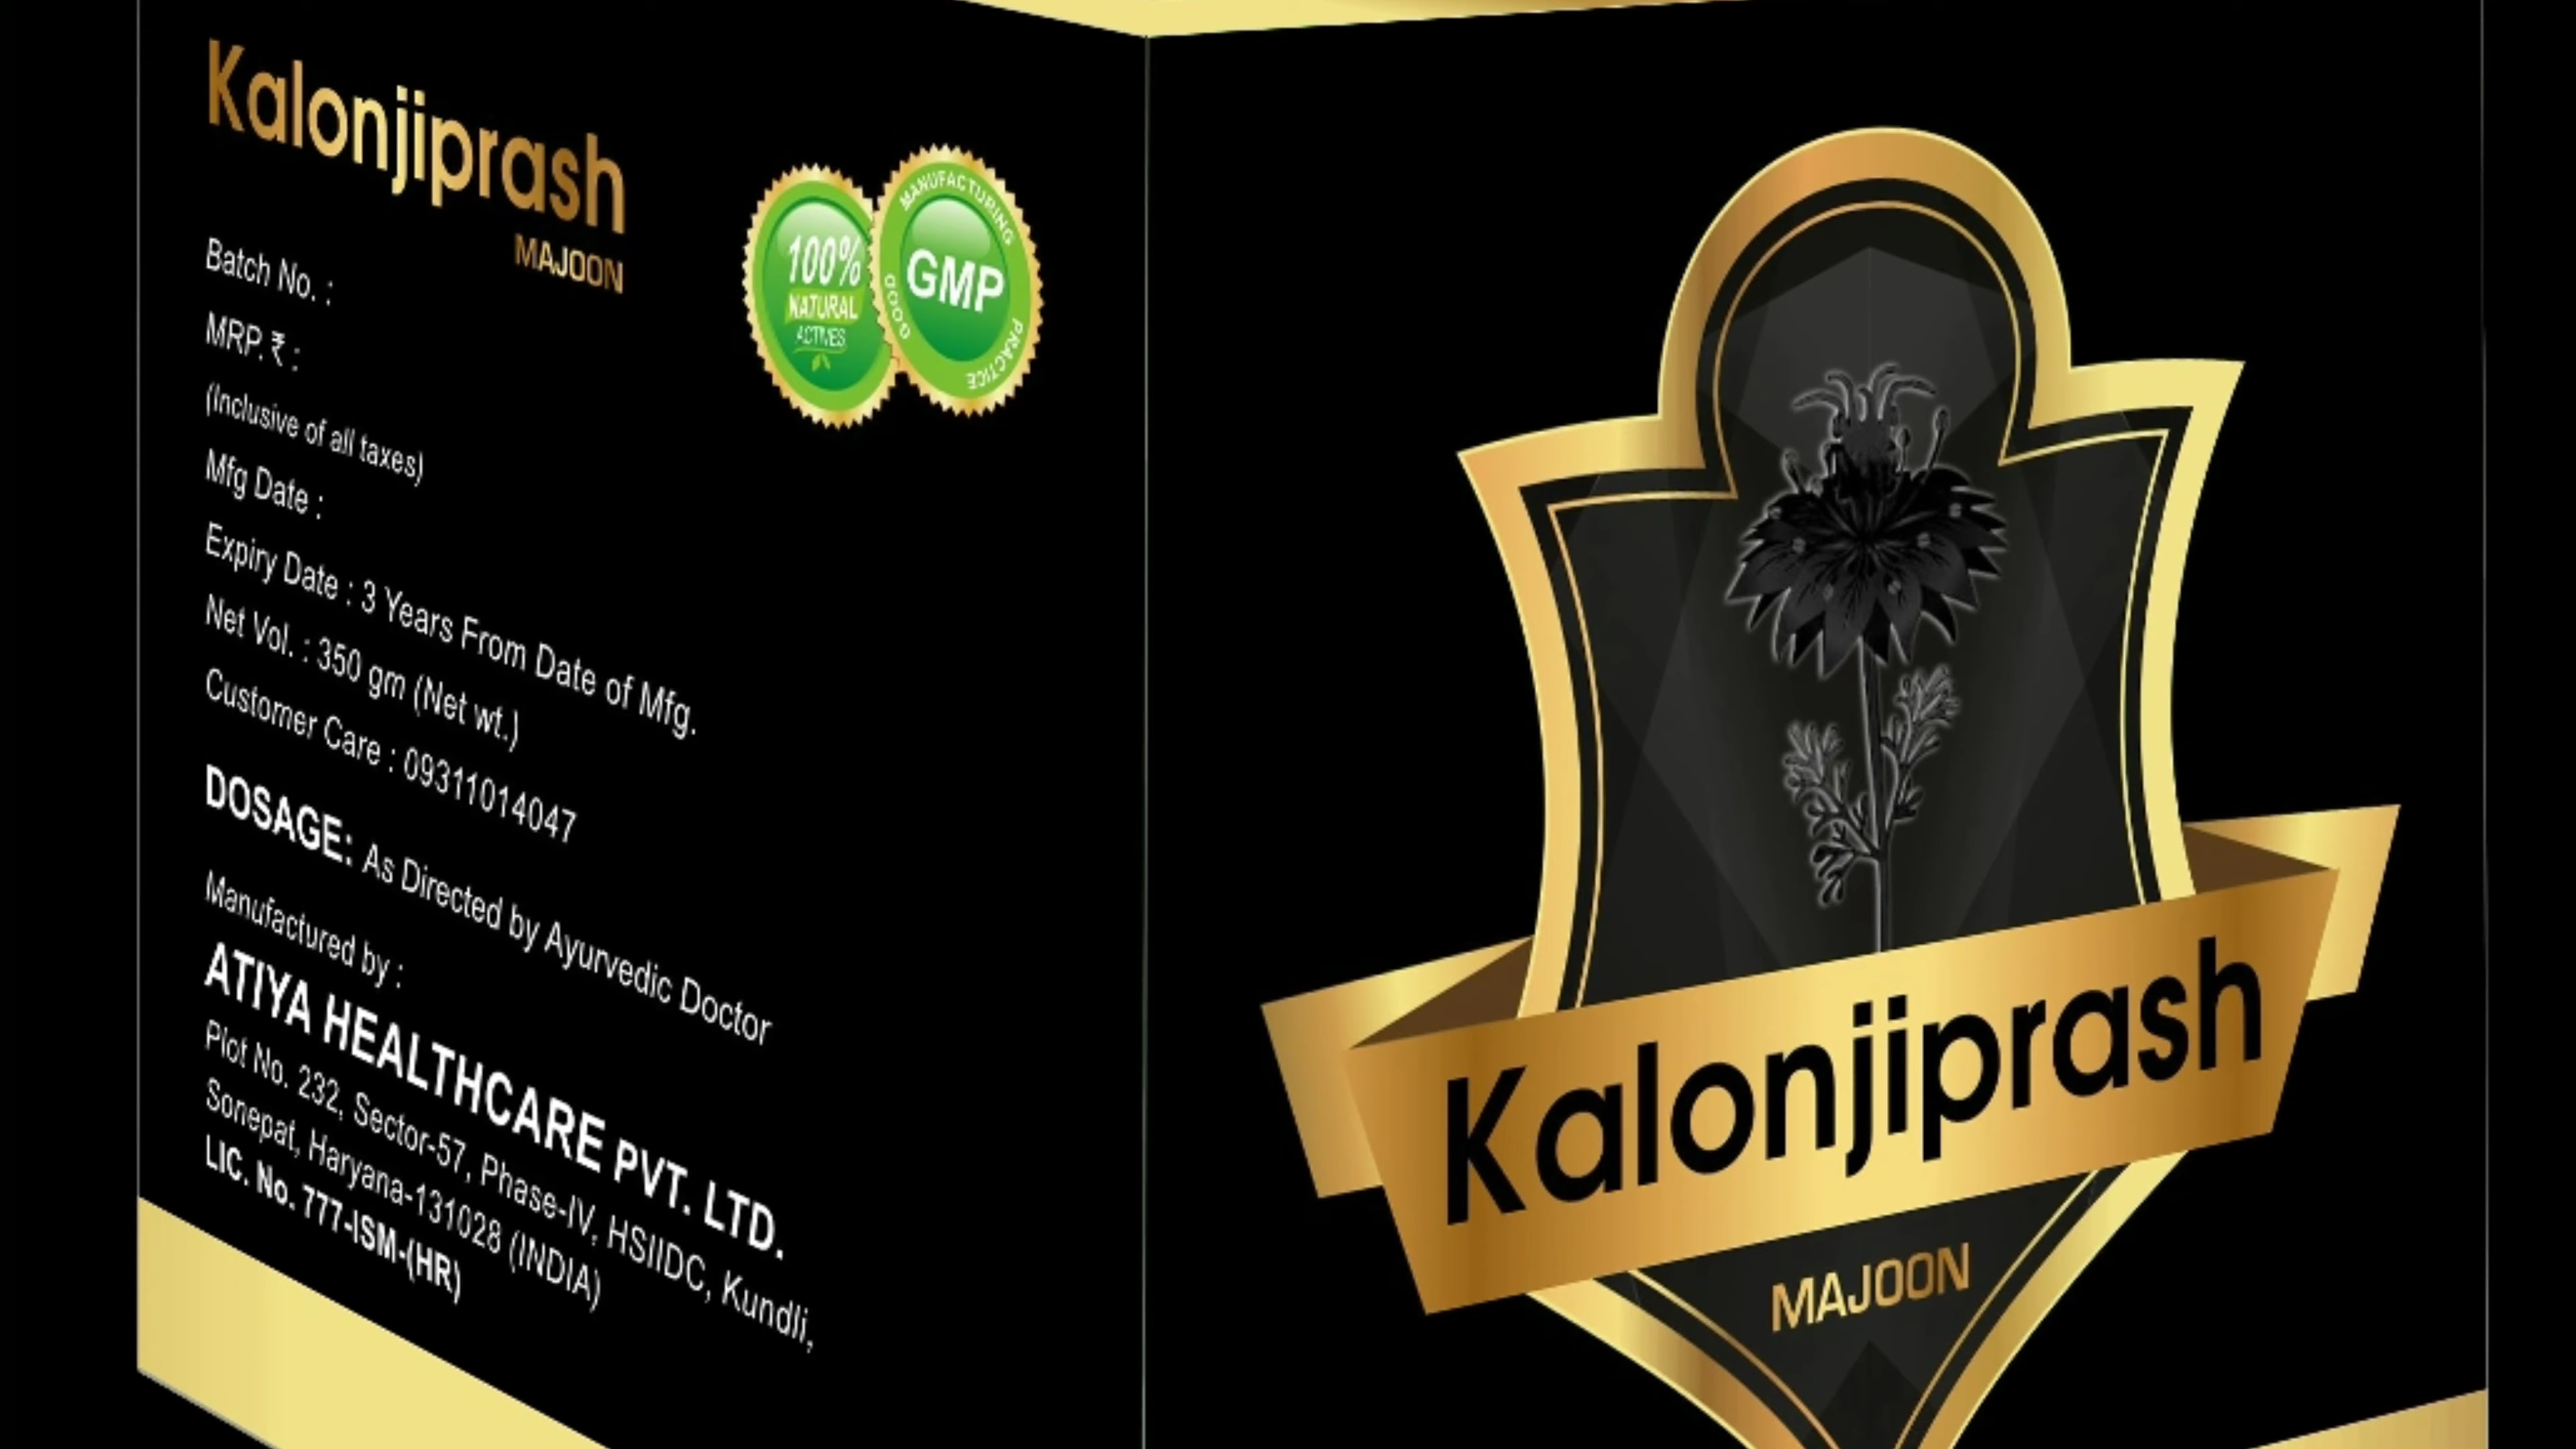 Kalonjiprash
MAJOON
100%
NATURAL
ACTIVES
GOOD MANUFACTURING PRACTICE
GMP
Batch No. :
MRP. ₹ :
(Inclusive of all taxes)
Mfg Date :
Expiry Date : 3 Years From Date of Mfg.
Net Vol. : 350 gm (Net wt.)
Customer Care : 09311014047
DOSAGE: As Directed by Ayurvedic Doctor
Manufactured by :
ATIYA HEALTHCARE PVT. LTD.
Plot No. 232, Sector-57, Phase-IV, HSIIDC, Kundli,
Sonepat, Haryana-131028 (INDIA)
LIC. No. 777-ISM-(HR)
Kalonjiprash
MAJOON